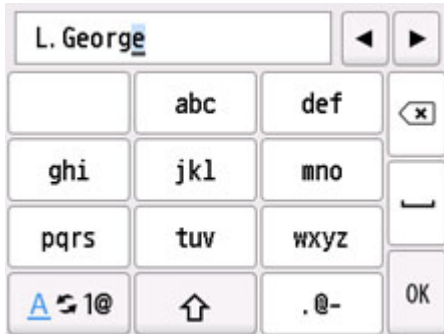 L. George
abc def
ghi jkl mno
pqrs tuv wxyz
A 1@ .@- OK